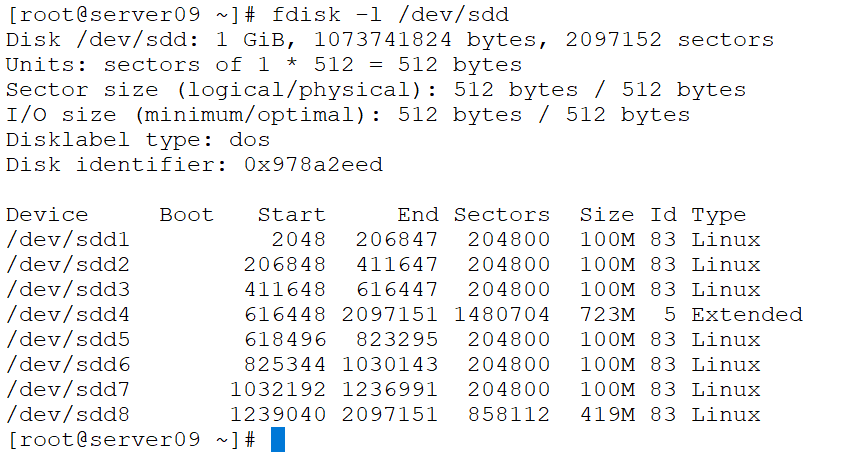 [root@server09 ~]# fdisk -l /dev/sdd
Disk /dev/sdd: 1 GiB, 1073741824 bytes, 2097152 sectors
Units: sectors of 1 * 512 = 512 bytes
Sector size (logical/physical): 512 bytes / 512 bytes
I/O size (minimum/optimal): 512 bytes / 512 bytes
Disklabel type: dos
Disk identifier: 0x978a2eed

Device     Boot   Start     End Sectors  Size Id Type
/dev/sdd1          2048  206847  204800  100M 83 Linux
/dev/sdd2        206848  411647  204800  100M 83 Linux
/dev/sdd3        411648  616447  204800  100M 83 Linux
/dev/sdd4        616448 2097151 1480704  723M  5 Extended
/dev/sdd5        618496  823295  204800  100M 83 Linux
/dev/sdd6        825344 1030143  204800  100M 83 Linux
/dev/sdd7       1032192 1236991  204800  100M 83 Linux
/dev/sdd8       1239040 2097151  858112  419M 83 Linux
[root@server09 ~]#